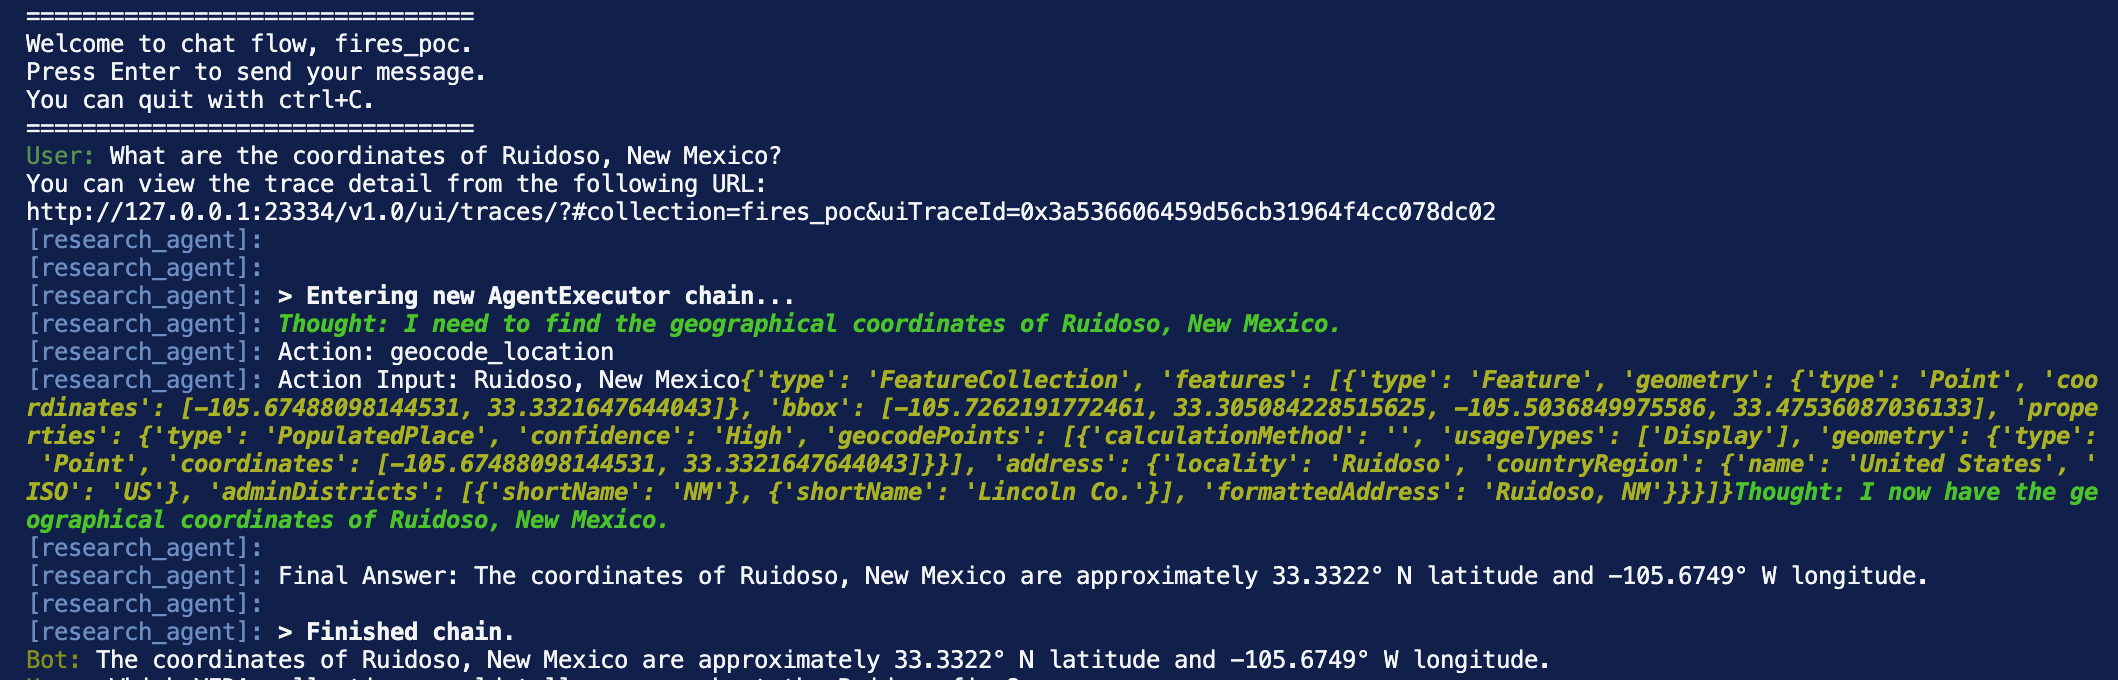 ================================
Welcome to chat flow, fires_poc.
Press Enter to send your message.
You can quit with ctrl+C.
================================
User: What are the coordinates of Ruidoso, New Mexico?
You can view the trace detail from the following URL:
http://127.0.0.1:23334/v1.0/ui/traces/?#collection=fires_poc&uiTraceId=0x3a536606459d56cb31964f4cc078dc02
[research_agent]:
[research_agent]:
[research_agent]: > Entering new AgentExecutor chain...
[research_agent]: Thought: I need to find the geographical coordinates of Ruidoso, New Mexico.
[research_agent]: Action: geocode_location
[research_agent]: Action Input: Ruidoso, New Mexico{'type': 'FeatureCollection', 'features': [{'type': 'Feature', 'geometry': {'type': 'Point', 'coo
rdinates': [-105.67488098144531, 33.3321647644043]}, 'bbox': [-105.7262191772461, 33.305084228515625, -105.5036849975586, 33.47536087036133], 'prope
rties': {'type': 'PopulatedPlace', 'confidence': 'High', 'geocodePoints': [{'calculationMethod': '', 'usageTypes': ['Display'], 'geometry': {'type':
'Point', 'coordinates': [-105.67488098144531, 33.3321647644043]}}], 'address': {'locality': 'Ruidoso', 'countryRegion': {'name': 'United States', '
ISO': 'US'}, 'adminDistricts': [{'shortName': 'NM'}, {'shortName': 'Lincoln Co.'}], 'formattedAddress': 'Ruidoso, NM'}}}]}Thought: I now have the ge
ographical coordinates of Ruidoso, New Mexico.
[research_agent]:
[research_agent]: Final Answer: The coordinates of Ruidoso, New Mexico are approximately 33.3322° N latitude and -105.6749° W longitude.
[research_agent]:
[research_agent]: > Finished chain.
Bot: The coordinates of Ruidoso, New Mexico are approximately 33.3322° N latitude and -105.6749° W longitude.